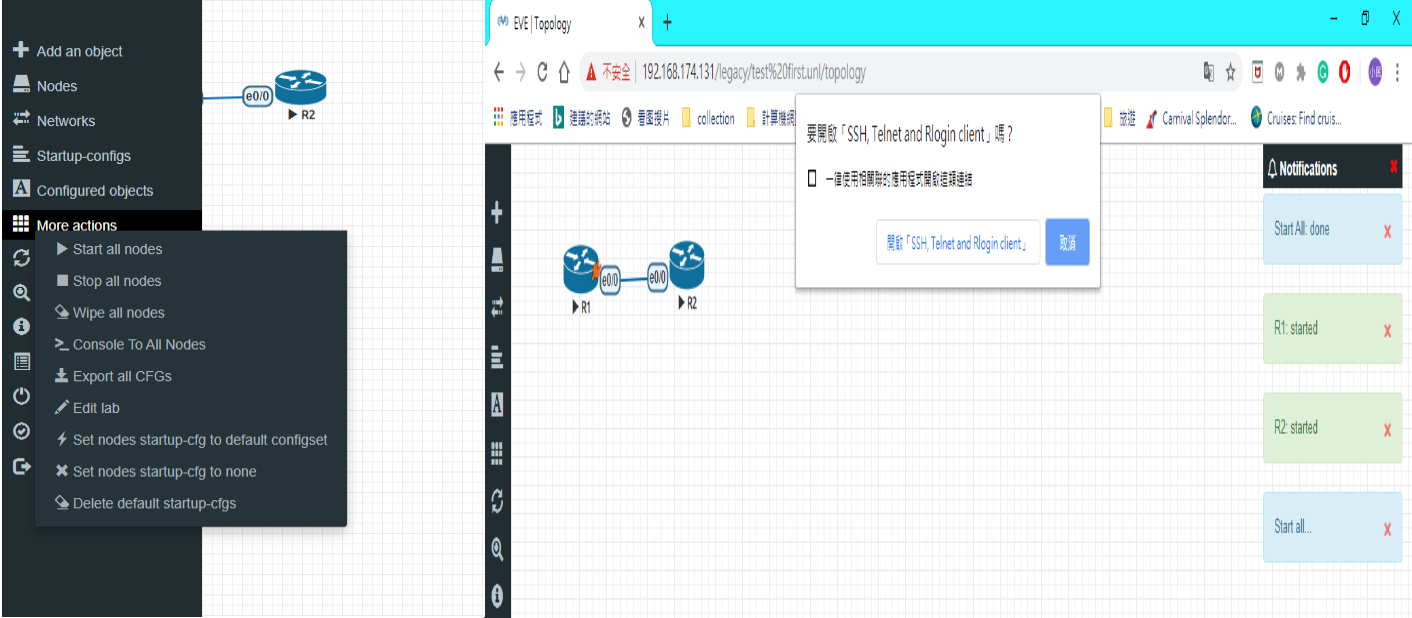 Add an object
Nodes
Networks
Startup-configs
Configured objects
More actions
Start all nodes
Stop all nodes
Wipe all nodes
Console To All Nodes
Export all CFGs
Edit lab
Set nodes startup-cfg to default configset
Set nodes startup-cfg to none
Delete default startup-cfgs
e0/0
R2
EVE | Topology
不安全 192.168.174.131/legacy/test%20first.unl/topology
應用程式 建議的網站 看图援片 collection 計算機網 旅遊 Carnival Splendor... Cruises: Find cruis...
要開啟「SSH, Telnet and Rlogin client」嗎？
一律使用相關聯的應用程式開啟這類連結
開啟「SSH, Telnet and Rlogin client」 取消
e0/0 e0/0
R1 R2
Notifications
Start All: done
R1: started
R2: started
Start all...